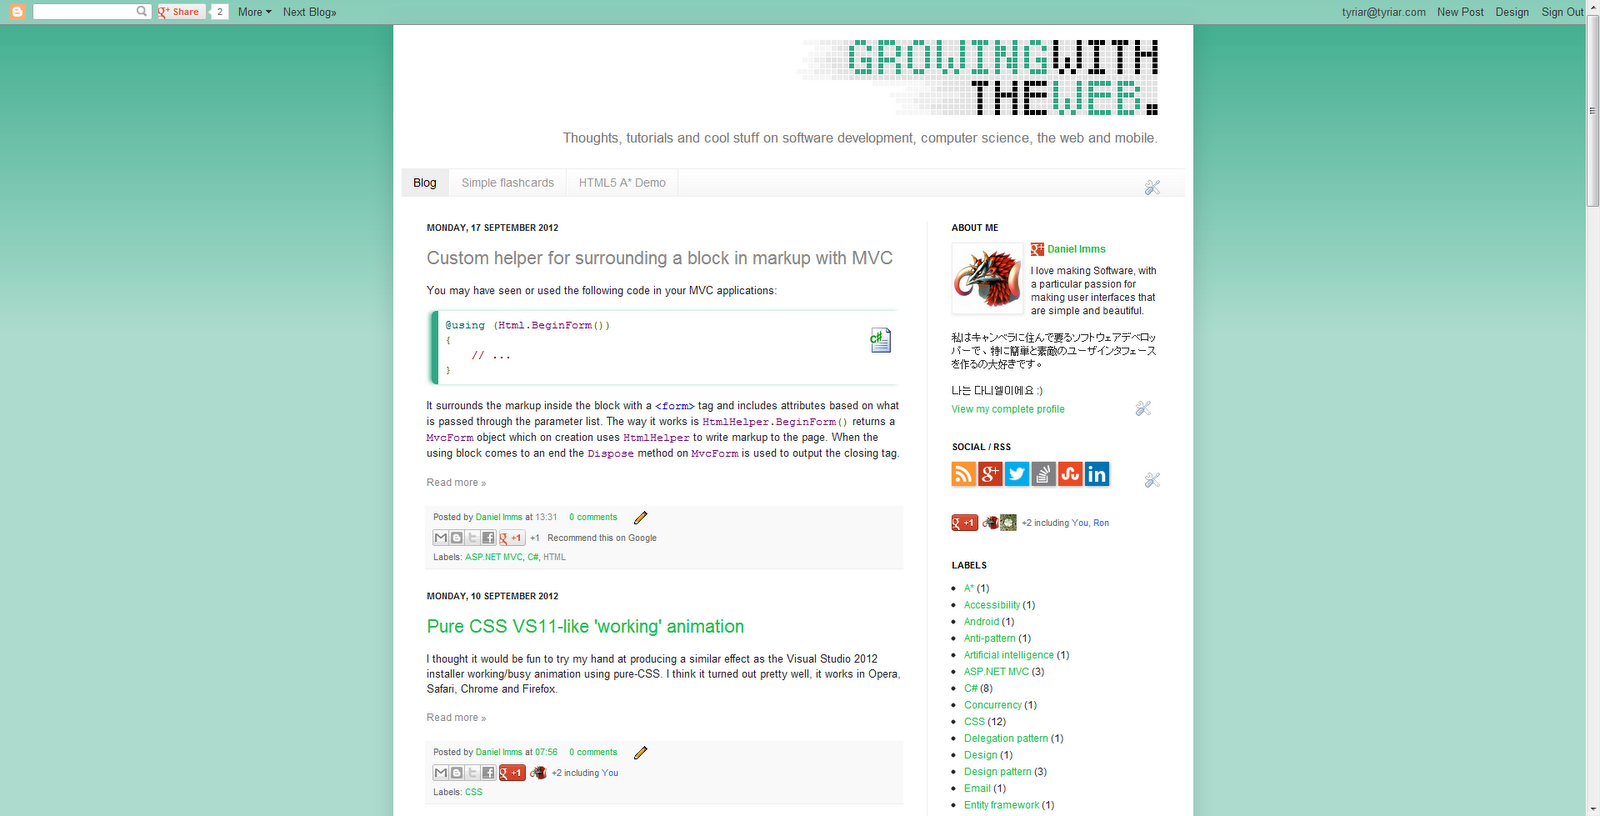 Share 2 More Next Blog» tyriar@tyriar.com New Post Design Sign Out
GROWINGWITH
THEWEB.
Thoughts, tutorials and cool stuff on software development, computer science, the web and mobile.
Blog Simple flashcards HTML5 A* Demo
MONDAY, 17 SEPTEMBER 2012
Custom helper for surrounding a block in markup with MVC
You may have seen or used the following code in your MVC applications:
@using (Html.BeginForm())
{
// ...
}
C#
It surrounds the markup inside the block with a <form> tag and includes attributes based on what
is passed through the parameter list. The way it works is HtmlHelper.BeginForm() returns a
MvcForm object which on creation uses HtmlHelper to write markup to the page. When the
using block comes to an end the Dispose method on MvcForm is used to output the closing tag.
Read more »
Posted by Daniel Imms at 13:31 0 comments
+1 +1 Recommend this on Google
Labels: ASP.NET MVC, C#, HTML
MONDAY, 10 SEPTEMBER 2012
Pure CSS VS11-like 'working' animation
I thought it would be fun to try my hand at producing a similar effect as the Visual Studio 2012
installer working/busy animation using pure-CSS. I think it turned out pretty well, it works in Opera,
Safari, Chrome and Firefox.
Read more »
Posted by Daniel Imms at 07:56 0 comments
+1 +2 including You
Labels: CSS
ABOUT ME
Daniel Imms
I love making Software, with
a particular passion for
making user interfaces that
are simple and beautiful.
私はキャンベラに住んで要るソフトウェアデベロッ
パーで、特に簡単と素敵のユーザインタフェース
を作るの大好きです。
나는 다니엘이에요 :)
View my complete profile
SOCIAL / RSS
+1 +2 including You, Ron
LABELS
A* (1)
Accessibility (1)
Android (1)
Anti-pattern (1)
Artificial intelligence (1)
ASP.NET MVC (3)
C# (8)
Concurrency (1)
CSS (12)
Delegation pattern (1)
Design (1)
Design pattern (3)
Email (1)
Entity framework (1)